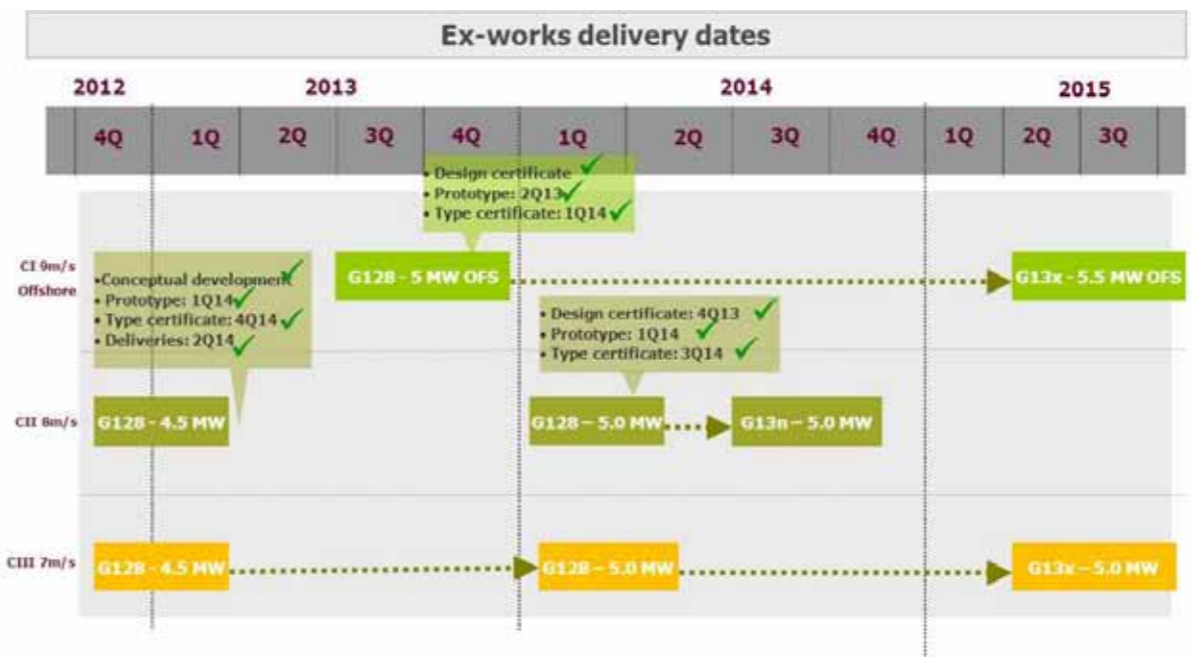 Ex-works delivery dates
2012 2013 2014 2015
4Q 1Q 2Q 3Q 4Q 1Q 2Q 3Q 4Q 1Q 2Q 3Q
• Design certificate
• Prototype: 2Q13
• Type certificate: 1Q14
CI 9m/s
Offshore
G128 - 5 MW OFS
G13x - 5.5 MW OFS
•Conceptual development
• Prototype: 1Q14
• Type certificate: 4Q14
• Deliveries: 2Q14
• Design certificate: 4Q13
• Prototype: 1Q14
• Type certificate: 3Q14
CII 8m/s
G128 - 4.5 MW
G128 – 5.0 MW
G13n – 5.0 MW
CIII 7m/s
G128 - 4.5 MW
G128 – 5.0 MW
G13x – 5.0 MW